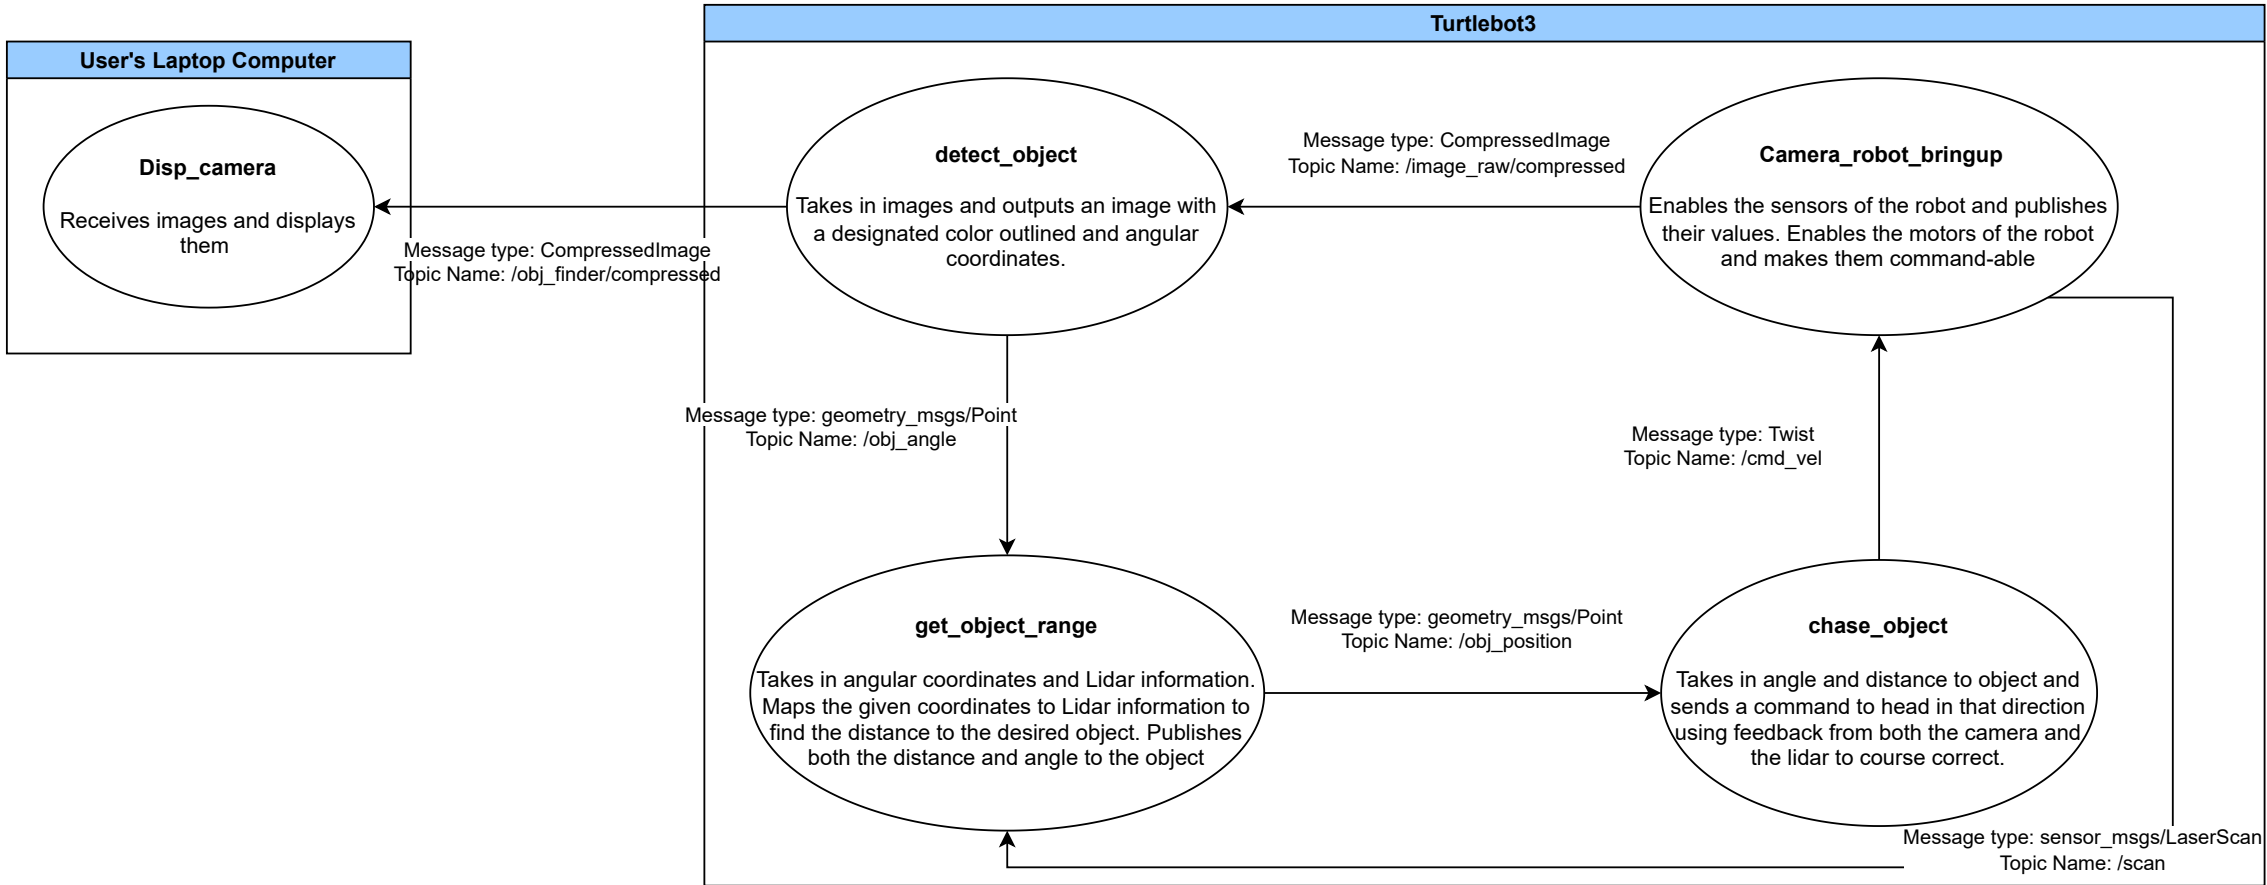 Turtlebot3
User's Laptop Computer
Disp_camera
Receives images and displays
them
Message type: CompressedImage
Topic Name: /obj_finder/compressed
detect_object
Takes in images and outputs an image with
a designated color outlined and angular
coordinates.
Message type: CompressedImage
Topic Name: /image_raw/compressed
Camera_robot_bringup
Enables the sensors of the robot and publishes
their values. Enables the motors of the robot
and makes them command-able
Message type: geometry_msgs/Point
Topic Name: /obj_angle
Message type: Twist
Topic Name: /cmd_vel
get_object_range
Takes in angular coordinates and Lidar information.
Maps the given coordinates to Lidar information to
find the distance to the desired object. Publishes
both the distance and angle to the object
Message type: geometry_msgs/Point
Topic Name: /obj_position
chase_object
Takes in angle and distance to object and
sends a command to head in that direction
using feedback from both the camera and
the lidar to course correct.
Message type: sensor_msgs/LaserScan
Topic Name: /scan